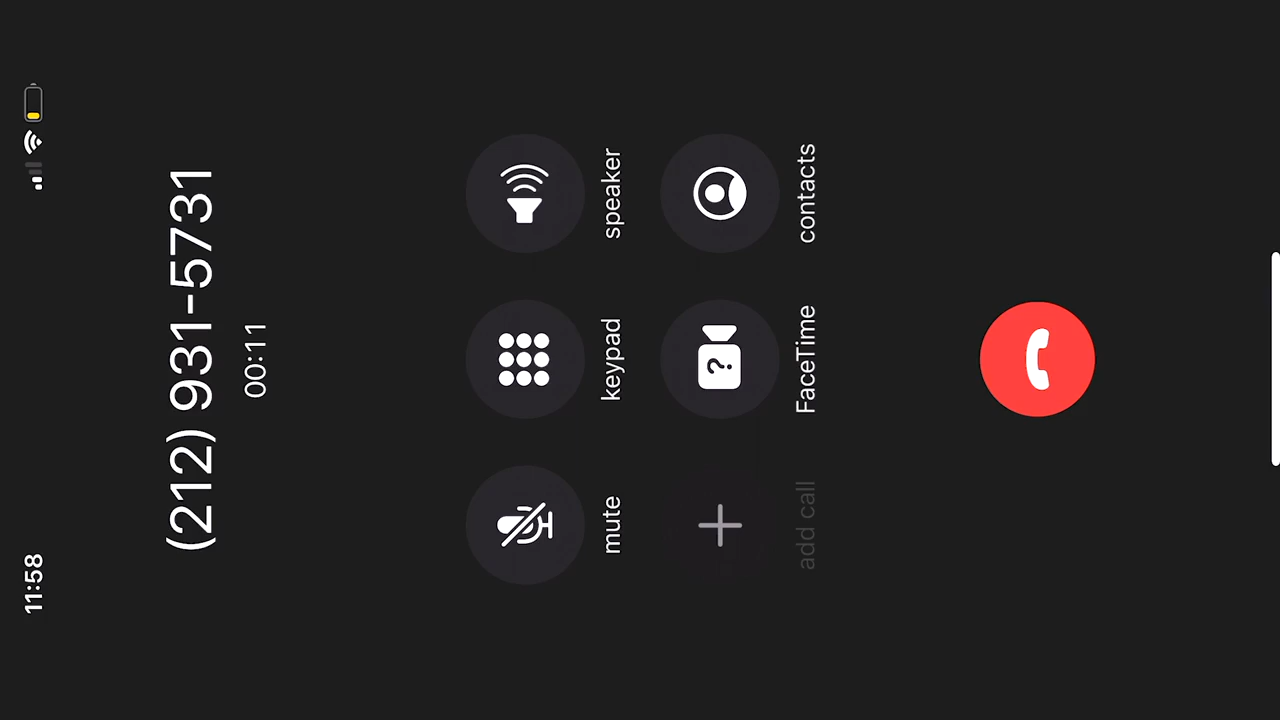 11:58
(212) 931-5731
00:11
mute
keypad
speaker
add call
FaceTime
contacts